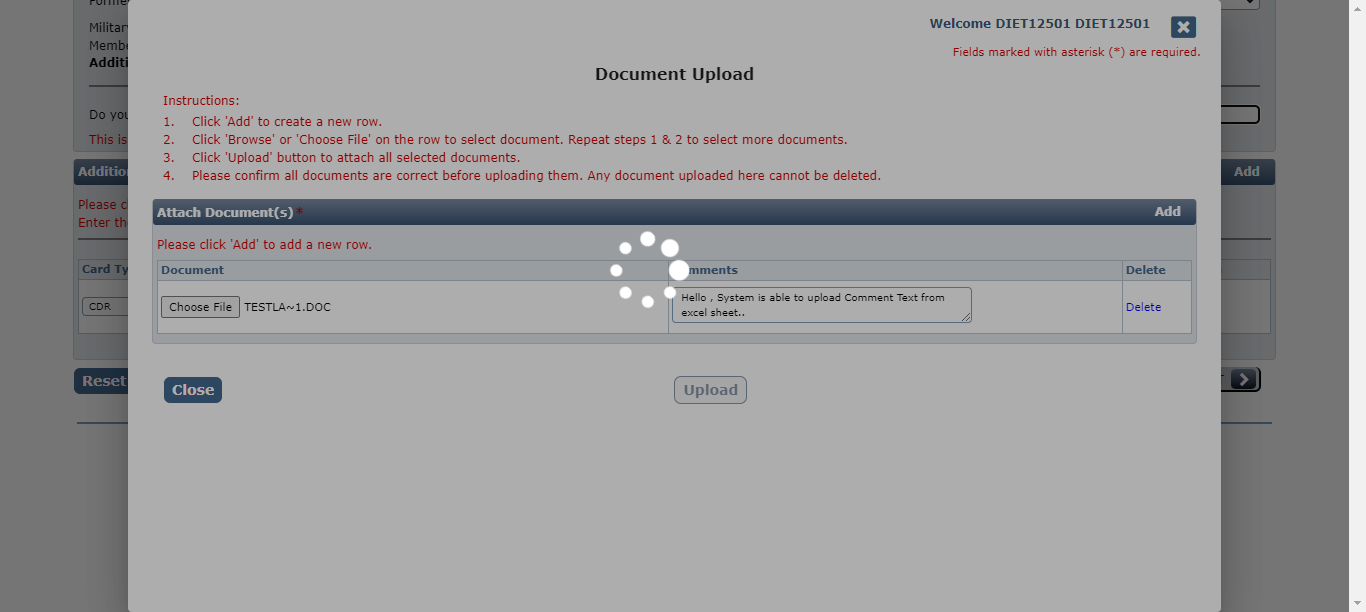 Forme
Welcome DIET12501 DIET12501
Militar
Membe
Additi
Fields marked with asterisk (*) are required.
Document Upload
Instructions:
Do you
1. Click 'Add' to create a new row.
This is
2. Click 'Browse' or 'Choose File' on the row to select document. Repeat steps 1 & 2 to select more documents.
3. Click 'Upload' button to attach all selected documents.
Addition
4. Please confirm all documents are correct before uploading them. Any document uploaded here cannot be deleted.
Add
Please c
Attach Document(s) *
Add
Enter the
Please click 'Add' to add a new row.
Card Ty
Document
mments
Delete
CDR
Choose File TESTLA~1.DOC
Hello , System is able to upload Comment Text from
excel sheet..
Delete
Reset
Close
Upload